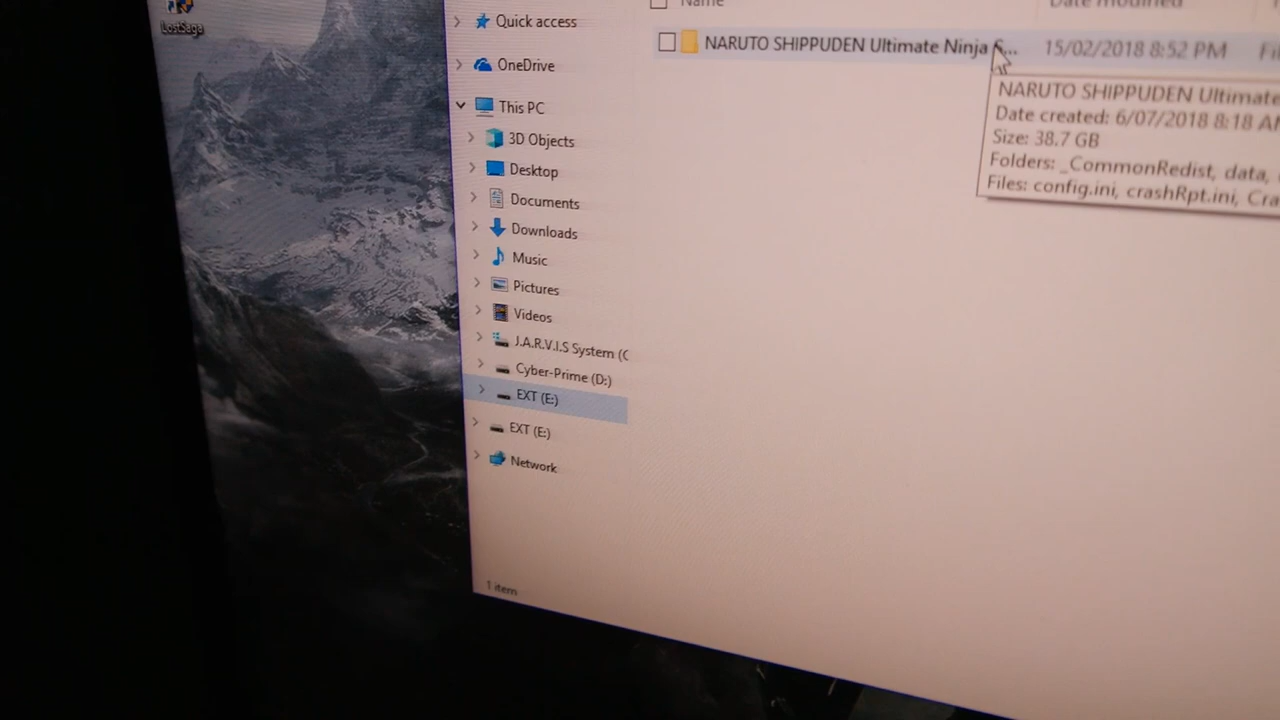 LostSaga
Name
Date modified
Quick access
NARUTO SHIPPUDEN Ultimate Ninja S...
15/02/2018 8:52 PM
OneDrive
NARUTO SHIPPUDEN Ultimate
Date created: 6/07/2018 8:18 AM
Size: 38.7 GB
Folders: _CommonRedist, data,
Files: config.ini, crashRpt.ini, Cra
This PC
3D Objects
Desktop
Documents
Downloads
Music
Pictures
Videos
J.A.R.V.I.S System (C
Cyber-Prime (D:)
EXT (E:)
EXT (E:)
Network
1 item